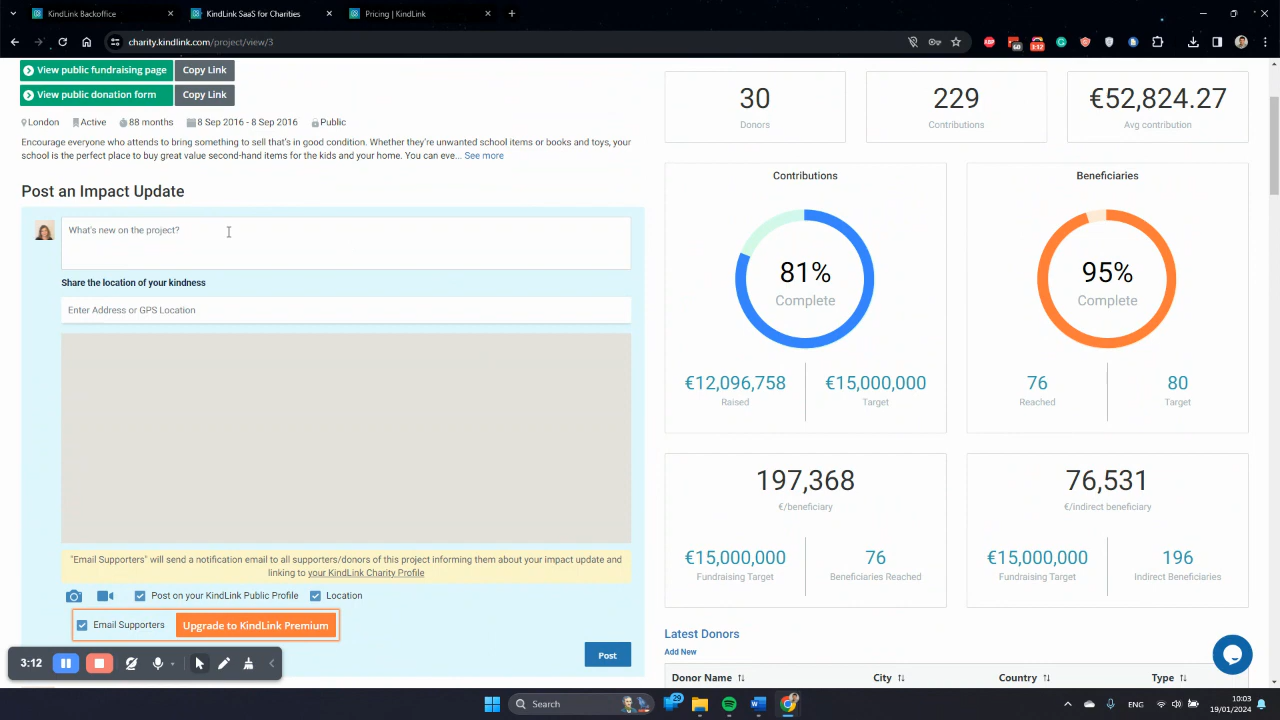 KindLink Backoffice
KindLink SaaS for Charities
Pricing | KindLink
charity.kindlink.com/project/view/3
60
3:12
View public fundraising page
Copy Link
View public donation form
Copy Link
London
Active
88 months
8 Sep 2016 - 8 Sep 2016
Public
Encourage everyone who attends to bring something to sell that's in good condition. Whether they're unwanted school items or books and toys, your
school is the perfect place to buy great value second-hand items for the kids and your home. You can eve... See more
Post an Impact Update
What's new on the project?
Share the location of your kindness
Enter Address or GPS Location
"Email Supporters" will send a notification email to all supporters/donors of this project informing them about your impact update and
linking to your KindLink Charity Profile
Post on your KindLink Public Profile
Location
Email Supporters
Upgrade to KindLink Premium
Post
30
Donors
229
Contributions
€52,824.27
Avg contribution
Contributions
81%
Complete
€12,096,758
Raised
€15,000,000
Target
Beneficiaries
95%
Complete
76
Reached
80
Target
197,368
€/beneficiary
€15,000,000
Fundraising Target
76
Beneficiaries Reached
76,531
€/indirect beneficiary
€15,000,000
Fundraising Target
196
Indirect Beneficiaries
Latest Donors
Add New
Donor Name
City
Country
Type
3:12
Search
29
ENG
10:03
19/01/2024